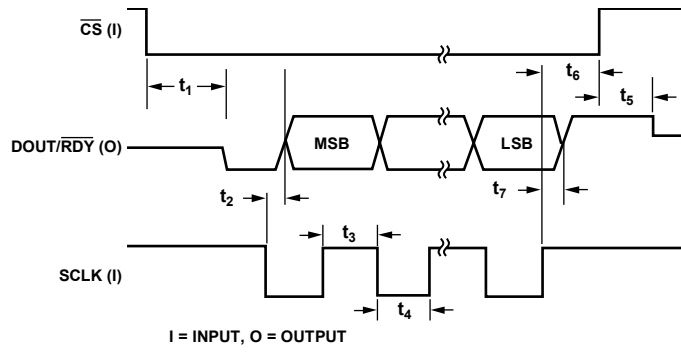 CS (I)
t1
t6
t5
DOUT/RDY (O)
MSB
LSB
t2
t7
t3
SCLK (I)
t4
I = INPUT, O = OUTPUT